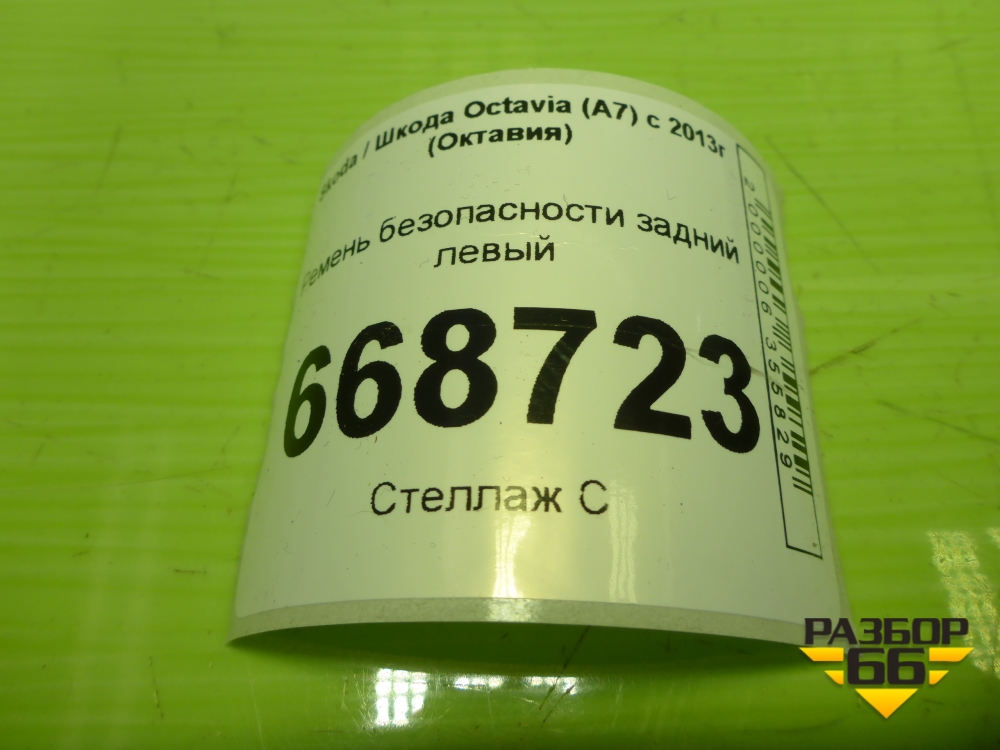 Skoda / Шкода Octavia (A7) с 2013г
(Октавия)
Ремень безопасности задний
левый
668723
Стеллаж С
2000006355829
РАЗБОР
66